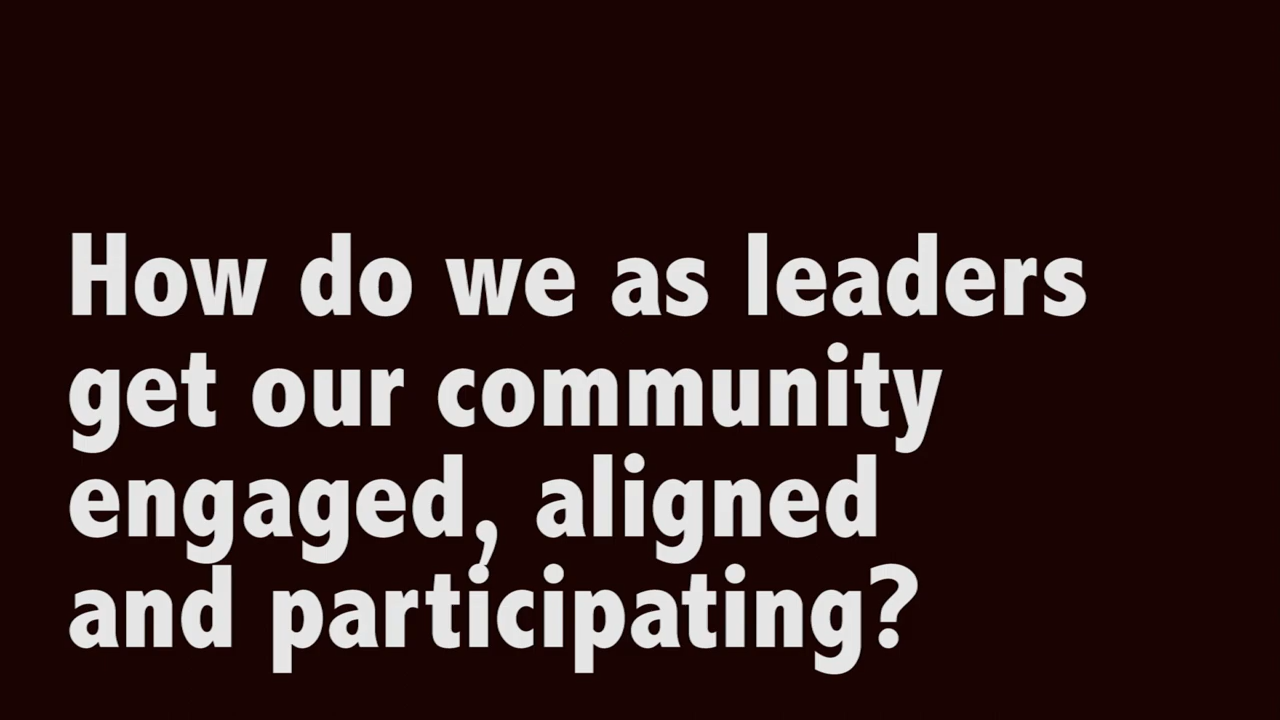 How do we as leaders
get our community
engaged, aligned
and participating?